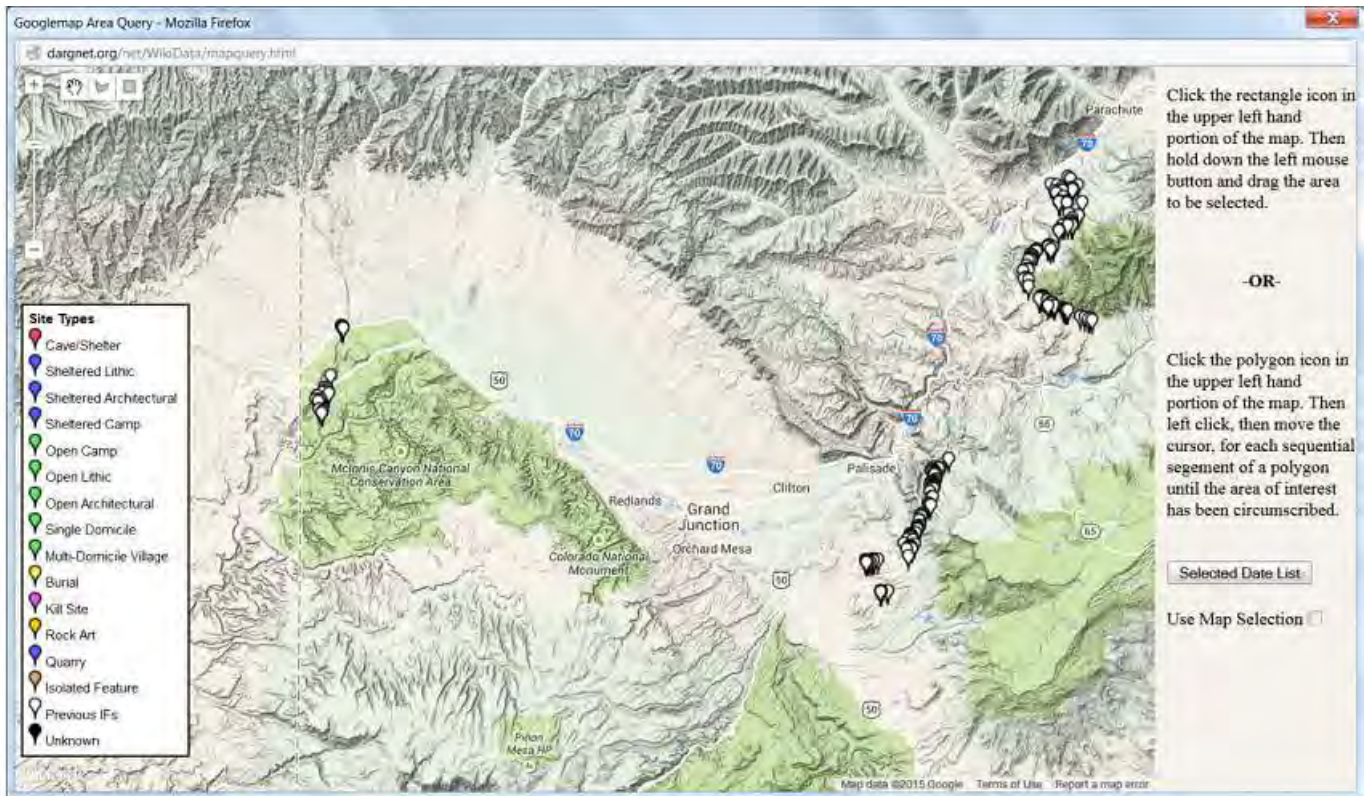 Googlemap Area Query - Mozilla Firefox
dargnet.org/net/WikiData/mapquery.html
Parachute
70
Click the rectangle icon in
the upper left hand
portion of the map. Then
hold down the left mouse
button and drag the area
to be selected.
-OR-
Click the polygon icon in
the upper left hand
portion of the map. Then
left click, then move the
cursor, for each sequential
segement of a polygon
until the area of interest
has been circumscribed.
Selected Date List
Use Map Selection
Site Types
Cave/Shelter
Sheltered Lithic
Sheltered Architectural
Sheltered Camp
Open Camp
Open Lithic
Open Architectural
Single Domicile
Multi-Domicile Village
Burial
Kill Site
Rock Art
Quarry
Isolated Feature
Previous IFs
Unknown
70
50
70
70
65
70
McInnis Canyon National
Conservation Area
Palisade
Clifton
Redlands
Grand
Junction
Orchard Mesa
Colorado National
Monument
50
65
50
Pinon
Mesa HP
Map data ©2015 Google
Terms of Use
Report a map error